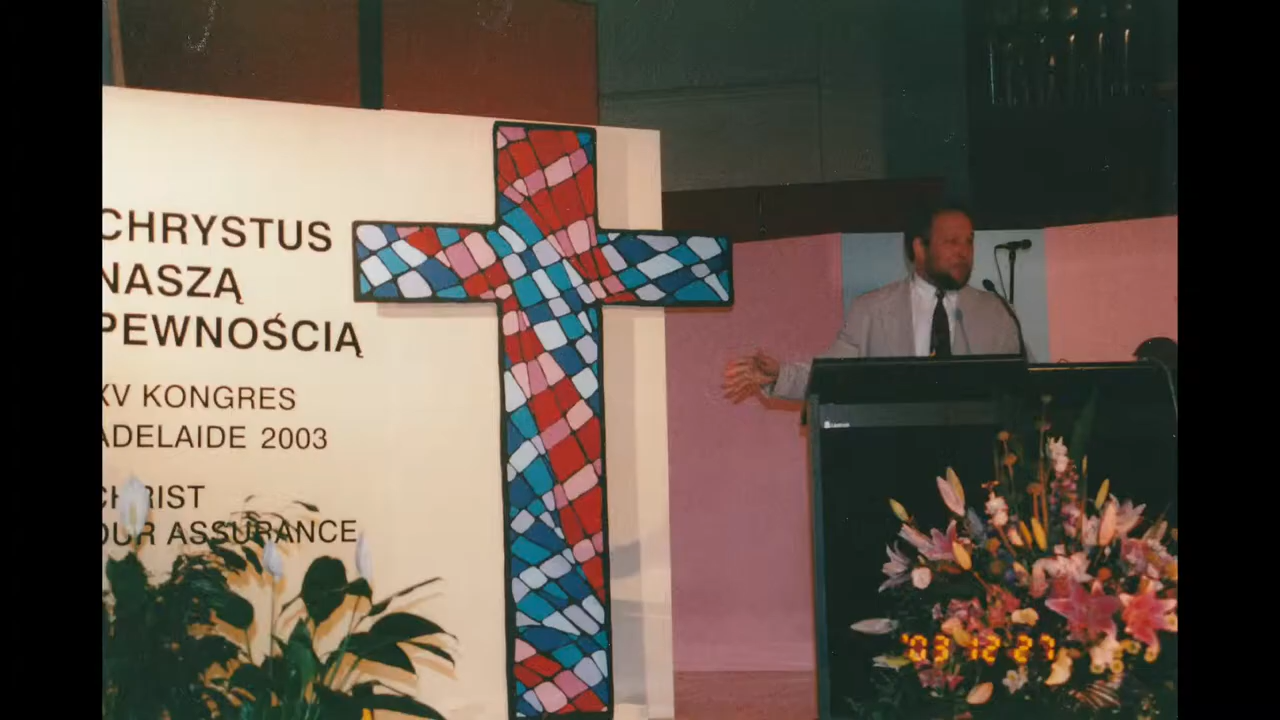 CHRYSTUS
NASZĄ
PEWNOŚCIĄ
XV KONGRES
ADELAIDE 2003
CHRIST
OUR ASSURANCE
'03 12 27